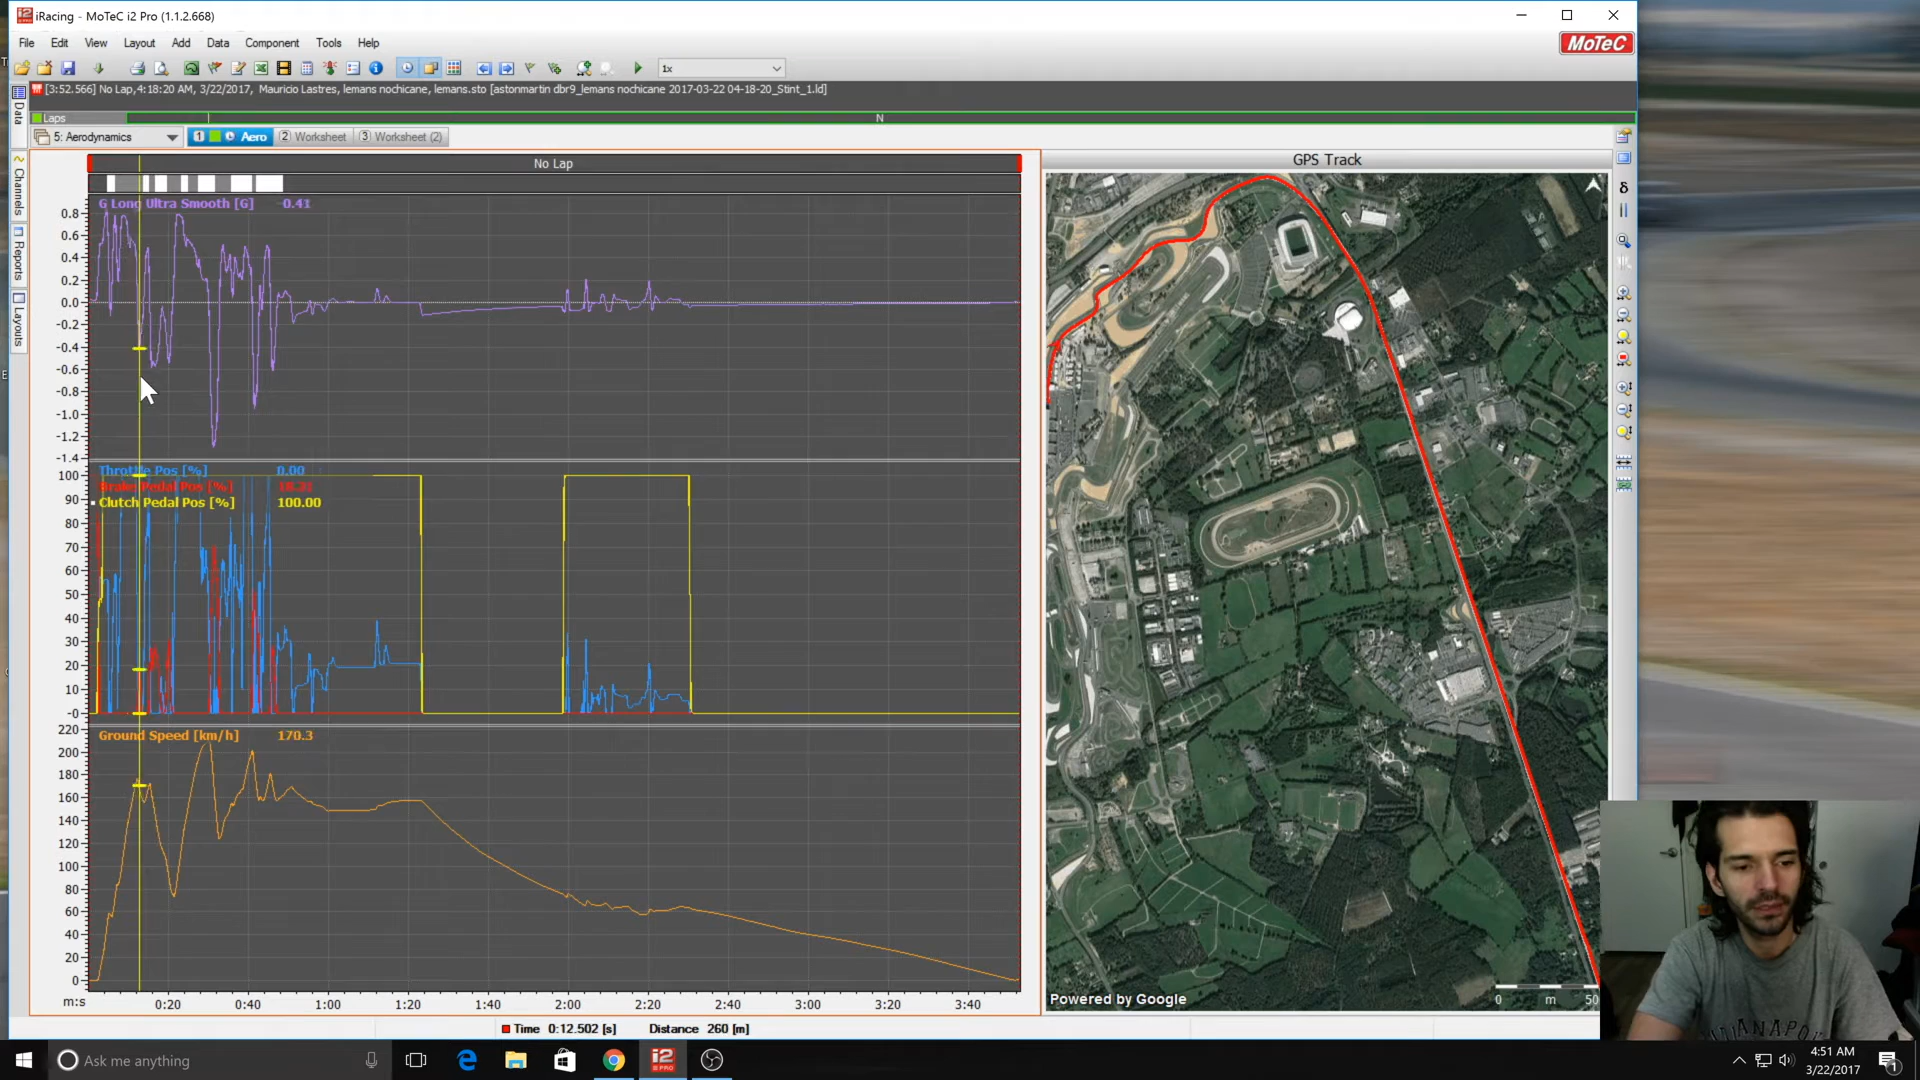 iRacing - MoTeC i2 Pro (1.1.2.668)
File Edit View Layout Add Data Component Tools Help
MoTeC
1x
[3:52.566] No Lap,4:18:20 AM, 3/22/2017, Mauricio Lastres, lemans nochicane, lemans.sto [astonmartin dbr9_lemans nochicane 2017-03-22 04-18-20_Stint_1.ld]
Laps
N
5: Aerodynamics
1 Aero
2 Worksheet
3 Worksheet (2)
Data
Channels
Reports
Layouts
No Lap
GPS Track
G Long Ultra Smooth [G] -0.41
0.8
0.6
0.4
0.2
0.0
-0.2
-0.4
-0.6
-0.8
-1.0
-1.2
-1.4
Throttle Pos [%] 0.00
Brake Pedal Pos [%]
Clutch Pedal Pos [%] 100.00
100
90
80
70
60
50
40
30
20
10
-0
Ground Speed [km/h] 170.3
220
200
180
160
140
120
100
80
60
40
20
0
m:s 0:20 0:40 1:00 1:20 1:40 2:00 2:20 2:40 3:00 3:20 3:40
Powered by Google
0 m 50
Time 0:12.502 [s] Distance 260 [m]
INDIANAPO
Ask me anything
i2
PRO
4:51 AM
3/22/2017
1